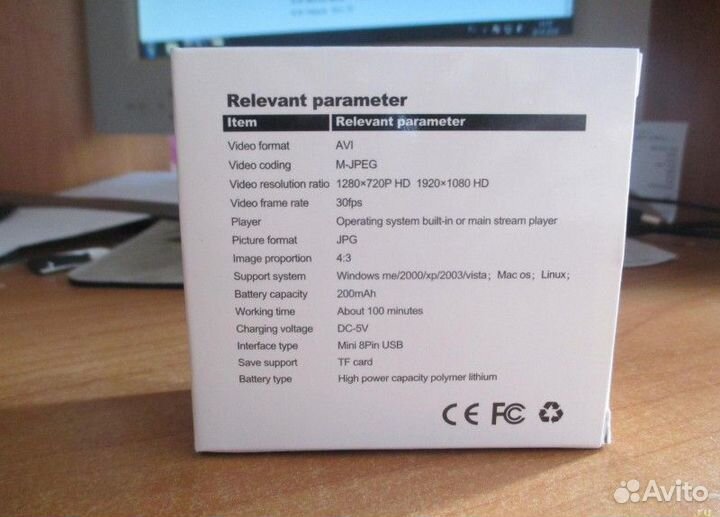 Relevant parameter
Item Relevant parameter
Video format AVI
Video coding M-JPEG
Video resolution ratio 1280×720P HD 1920×1080 HD
Video frame rate 30fps
Player Operating system built-in or main stream player
Picture format JPG
Image proportion 4:3
Support system Windows me/2000/xp/2003/vista; Mac os; Linux;
Battery capacity 200mAh
Working time About 100 minutes
Charging voltage DC-5V
Interface type Mini 8Pin USB
Save support TF card
Battery type High power capacity polymer lithium
CE FC
Avito